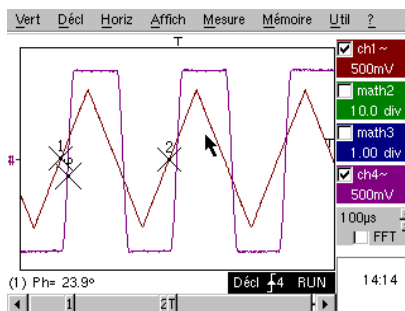 Vert Décl Horiz Affich Mesure Mémoire Util ?
T
ch1~
500mV
math2
10.0 div
math3
1.00 div
ch4~
500mV
100µs
FFT
1
2
T
(1) Ph= 23.9° Décl 4 RUN
14:14
1 2T